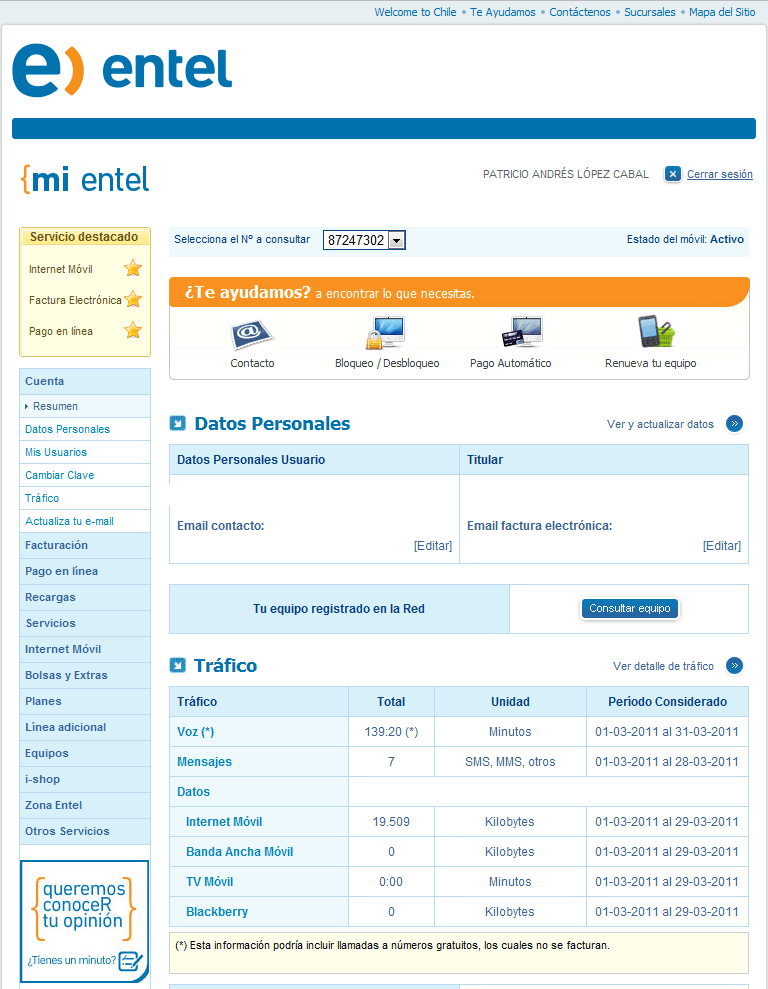 Welcome to Chile • Te Ayudamos • Contáctenos • Sucursales • Mapa del Sitio
e) entel
{mi entel
PATRICIO ANDRÉS LÓPEZ CABAL Cerrar sesión
Servicio destacado
Internet Móvil
Factura Electrónica
Pago en línea
Selecciona el Nº a consultar 87247302 Estado del móvil: Activo
¿Te ayudamos? a encontrar lo que necesitas.
Contacto Bloqueo / Desbloqueo Pago Automático Renueva tu equipo
Cuenta
Resumen
Datos Personales
Mis Usuarios
Cambiar Clave
Tráfico
Actualiza tu e-mail
Facturación
Pago en línea
Recargas
Servicios
Internet Móvil
Bolsas y Extras
Planes
Línea adicional
Equipos
i-shop
Zona Entel
Otros Servicios
{queremos
conoceR
tu opinión}
¿Tienes un minuto?
Datos Personales Ver y actualizar datos
Datos Personales Usuario Titular
Email contacto: Email factura electrónica:
[Editar] [Editar]
Tu equipo registrado en la Red Consultar equipo
Tráfico Ver detalle de tráfico
Tráfico Total Unidad Periodo Considerado
Voz (*) 139:20 (*) Minutos 01-03-2011 al 31-03-2011
Mensajes 7 SMS, MMS, otros 01-03-2011 al 28-03-2011
Datos
Internet Móvil 19.509 Kilobytes 01-03-2011 al 29-03-2011
Banda Ancha Móvil 0 Kilobytes 01-03-2011 al 29-03-2011
TV Móvil 0:00 Minutos 01-03-2011 al 29-03-2011
Blackberry 0 Kilobytes 01-03-2011 al 29-03-2011
(*) Esta información podría incluir llamadas a números gratuitos, los cuales no se facturan.